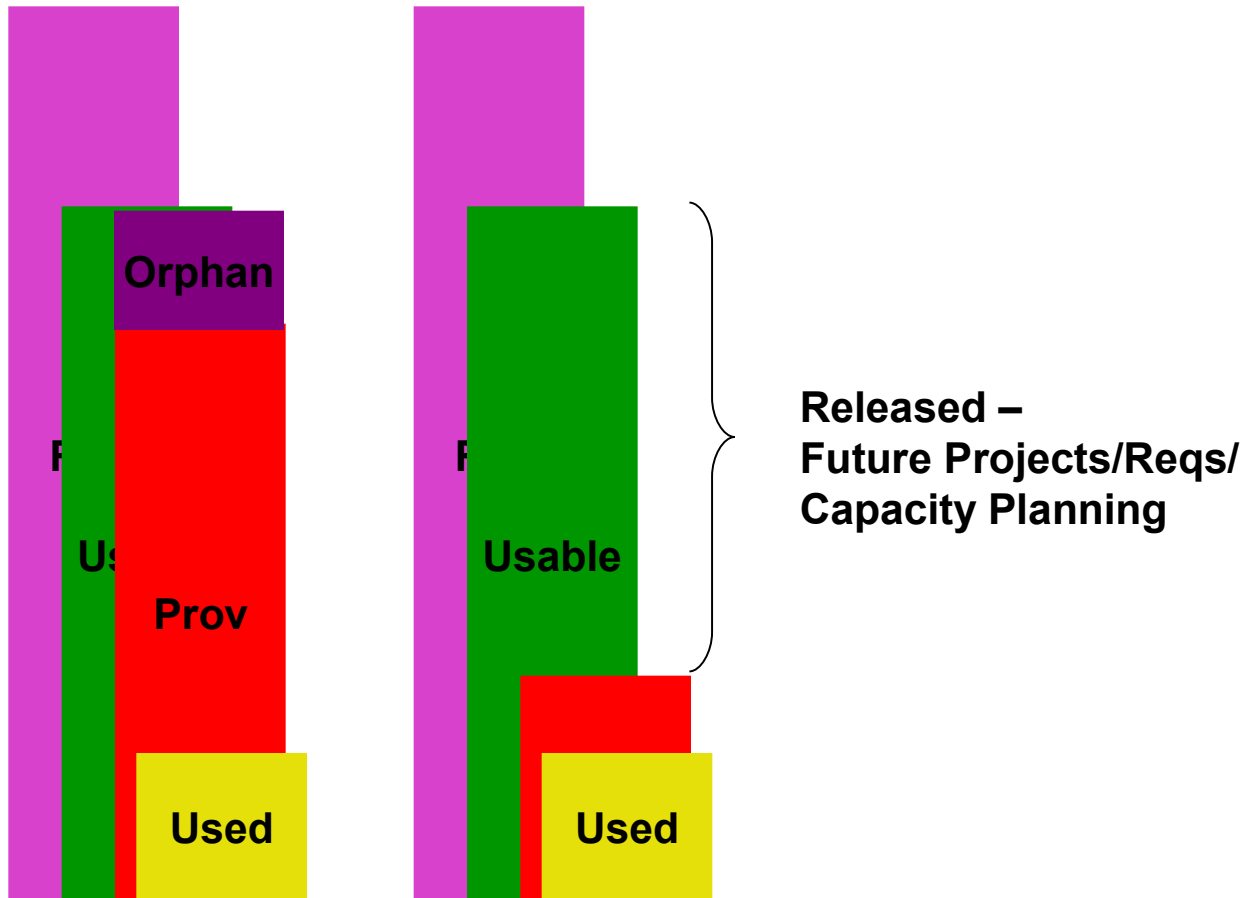 Orphan
Prov
Used
Usable
Used
Released –
Future Projects/Reqs/
Capacity Planning